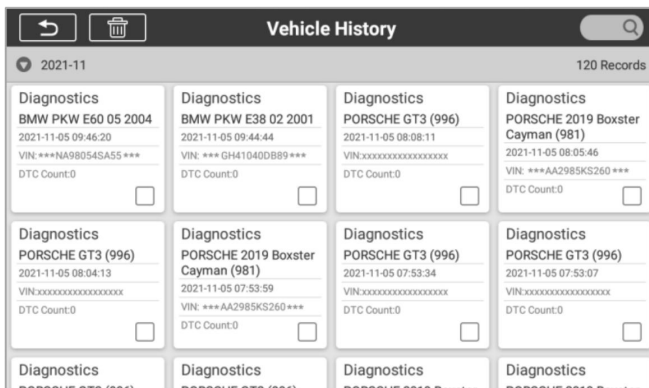 Vehicle History
2021-11
120 Records
Diagnostics
BMW PKW E60 05 2004
2021-11-05 09:46:20
VIN:***NA98054SA55***
DTC Count:0
Diagnostics
BMW PKW E38 02 2001
2021-11-05 09:44:44
VIN: ***GH41040DB89***
DTC Count:0
Diagnostics
PORSCHE GT3 (996)
2021-11-05 08:08:11
VIN:xxxxxxxxxxxxxxxxx
DTC Count:0
Diagnostics
PORSCHE 2019 Boxster
Cayman (981)
2021-11-05 08:05:46
VIN: ***AA2985KS260***
DTC Count:0
Diagnostics
PORSCHE GT3 (996)
2021-11-05 08:04:13
VIN:xxxxxxxxxxxxxxxxx
DTC Count:0
Diagnostics
PORSCHE 2019 Boxster
Cayman (981)
2021-11-05 07:53:59
VIN: ***AA2985KS260***
DTC Count:0
Diagnostics
PORSCHE GT3 (996)
2021-11-05 07:53:34
VIN:xxxxxxxxxxxxxxxxx
DTC Count:0
Diagnostics
PORSCHE GT3 (996)
2021-11-05 07:53:07
VIN:xxxxxxxxxxxxxxxxx
DTC Count:0
Diagnostics
Diagnostics
Diagnostics
Diagnostics